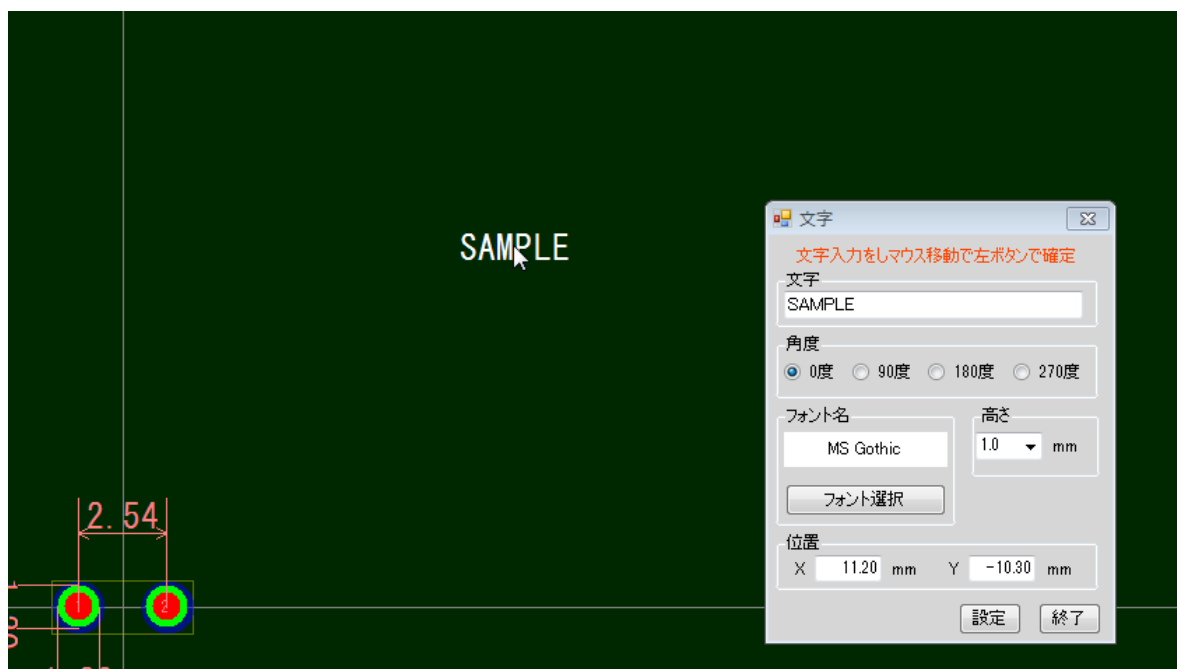 SAMPLE
文字
文字入力をしマウス移動で左ボタンで確定
文字
SAMPLE
角度
0度 90度 180度 270度
フォント名
高さ
MS Gothic
1.0 mm
フォント選択
2.54
位置
X 11.20 mm Y -10.30 mm
1 2
設定 終了